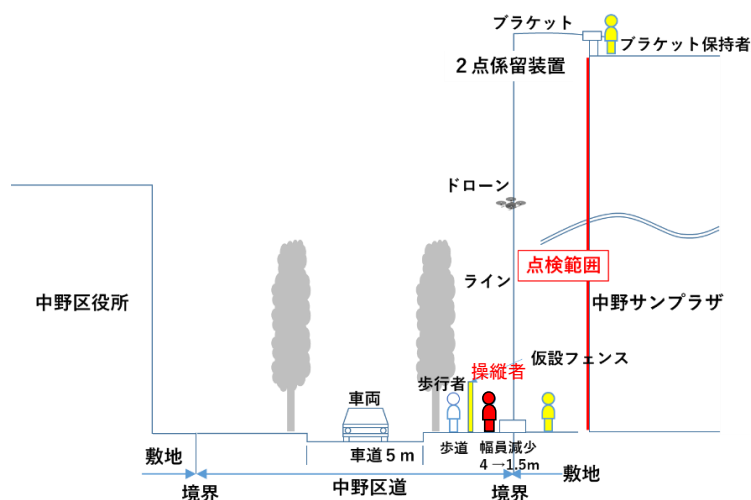 ブラケット
ブラケット保持者
２点係留装置
ドローン
点検範囲
ライン
中野区役所
中野サンプラザ
仮設フェンス
操縦者
歩行者
車両
歩道
幅員減少
4 →1.5m
車道５ｍ
敷地
敷地
中野区道
境界
境界